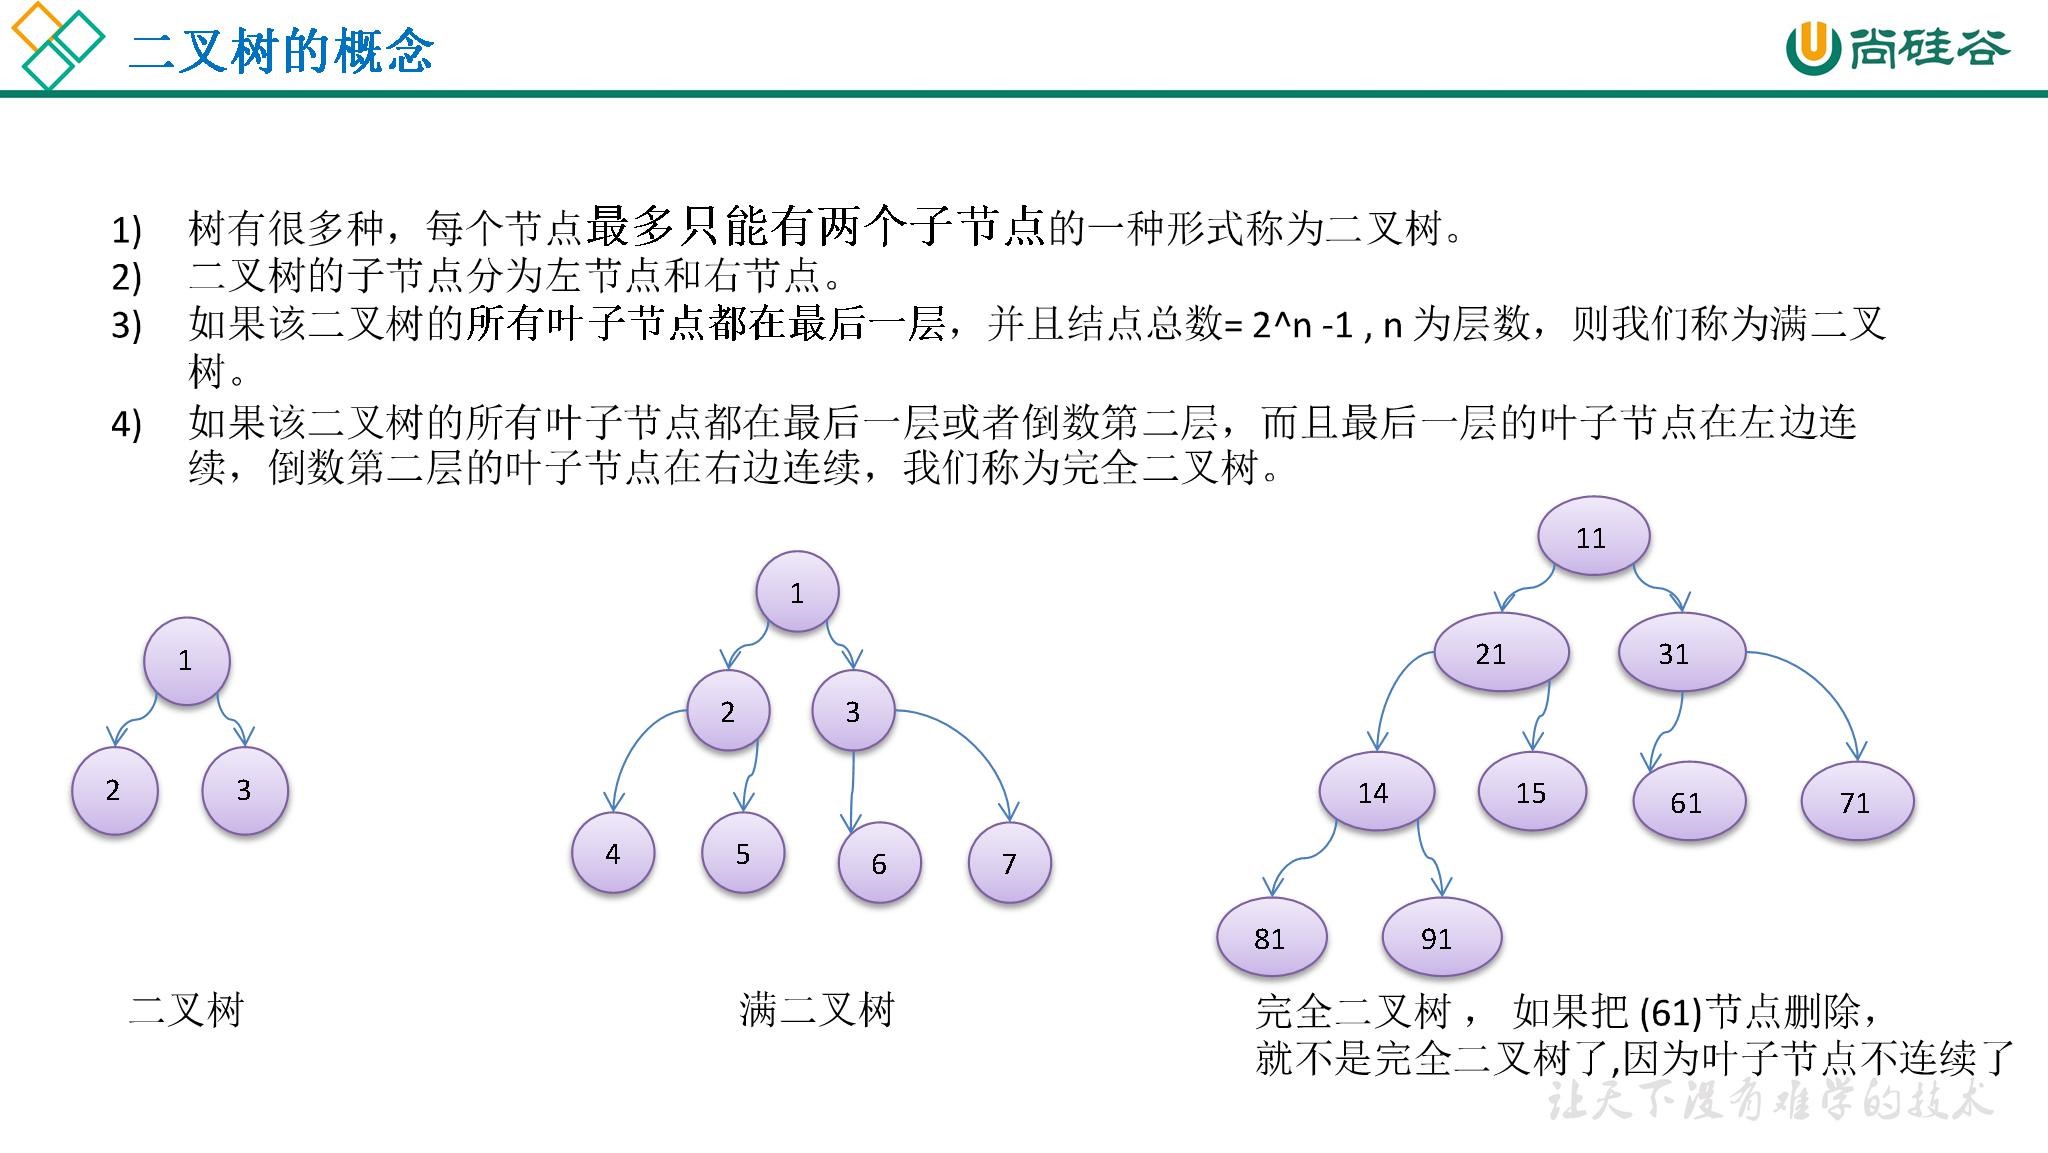 二叉树的概念
尚硅谷
1) 树有很多种，每个节点最多只能有两个子节点的一种形式称为二叉树。
2) 二叉树的子节点分为左节点和右节点。
3) 如果该二叉树的所有叶子节点都在最后一层，并且结点总数= 2^n -1 , n 为层数，则我们称为满二叉
树。
4) 如果该二叉树的所有叶子节点都在最后一层或者倒数第二层，而且最后一层的叶子节点在左边连
续，倒数第二层的叶子节点在右边连续，我们称为完全二叉树。
1
2
3
二叉树
1
2
3
4
5
6
7
满二叉树
11
21
31
14
15
61
71
81
91
完全二叉树 ， 如果把 (61)节点删除，
就不是完全二叉树了,因为叶子节点不连续了
让天下没有难学的技术